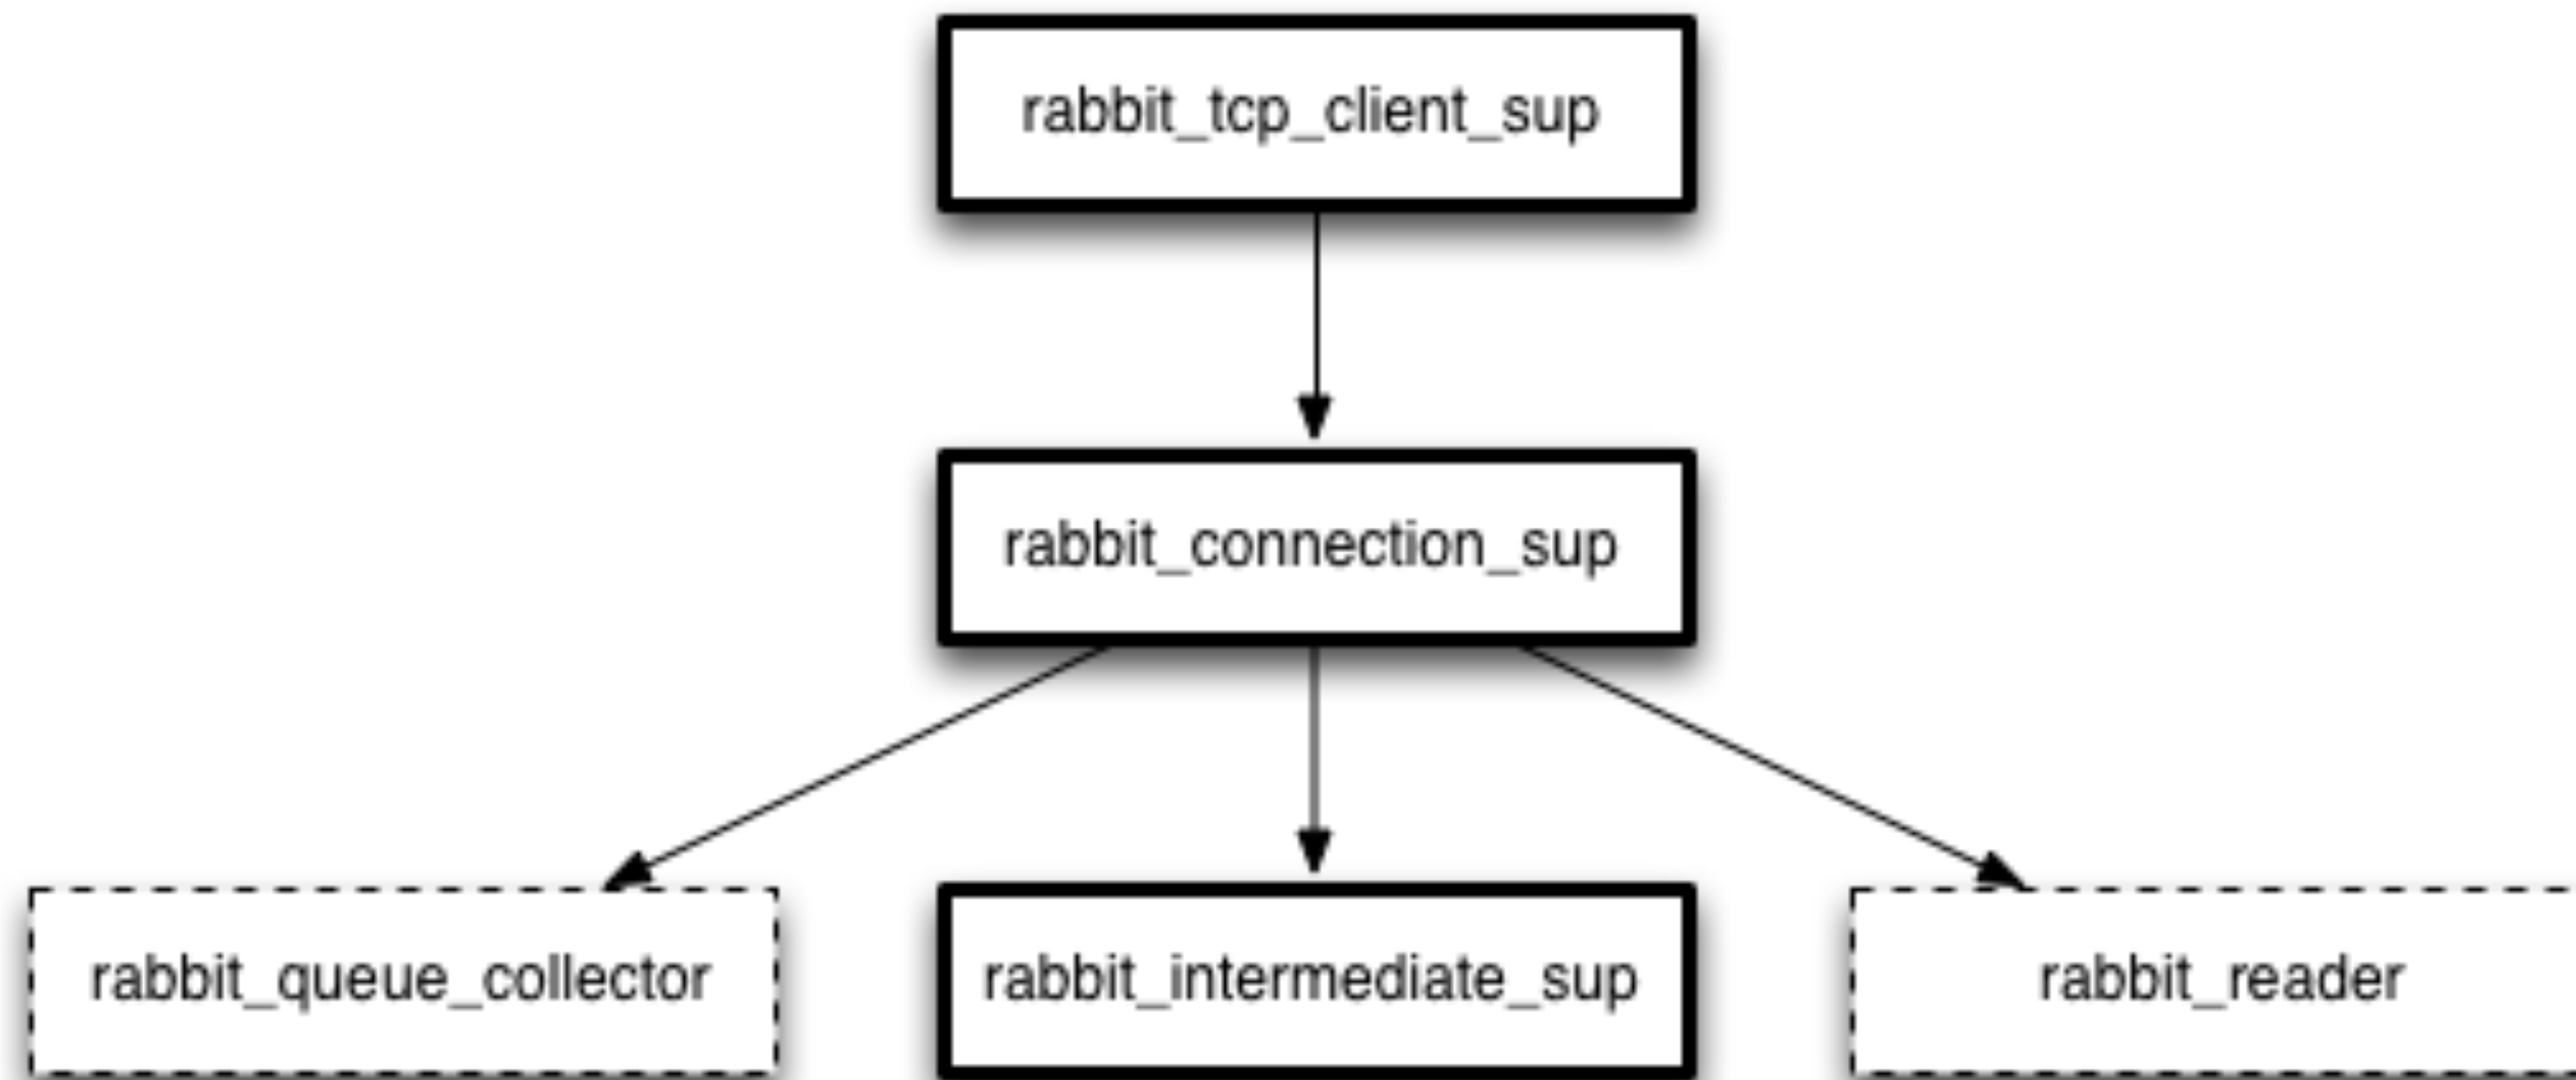 rabbit_tcp_client_sup
rabbit_connection_sup
rabbit_queue_collector
rabbit_intermediate_sup
rabbit_reader